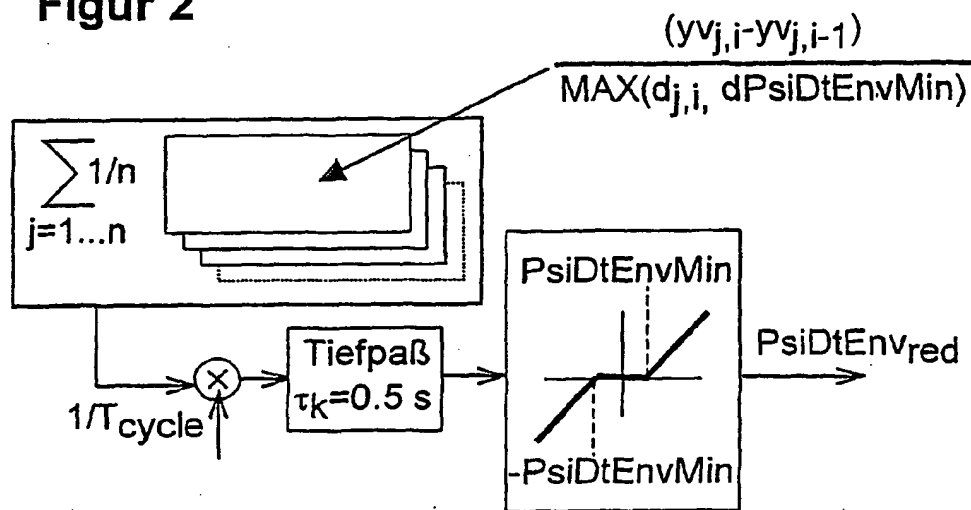 Figur 2
(yvj,i-yvj,i-1)
MAX(dj,i, dPsiDtEnvMin)
∑ 1/n
j=1...n
PsiDtEnvMin
Tiefpaß
τk=0.5 s
PsiDtEnvred
1/Tcycle
×
-PsiDtEnvMin